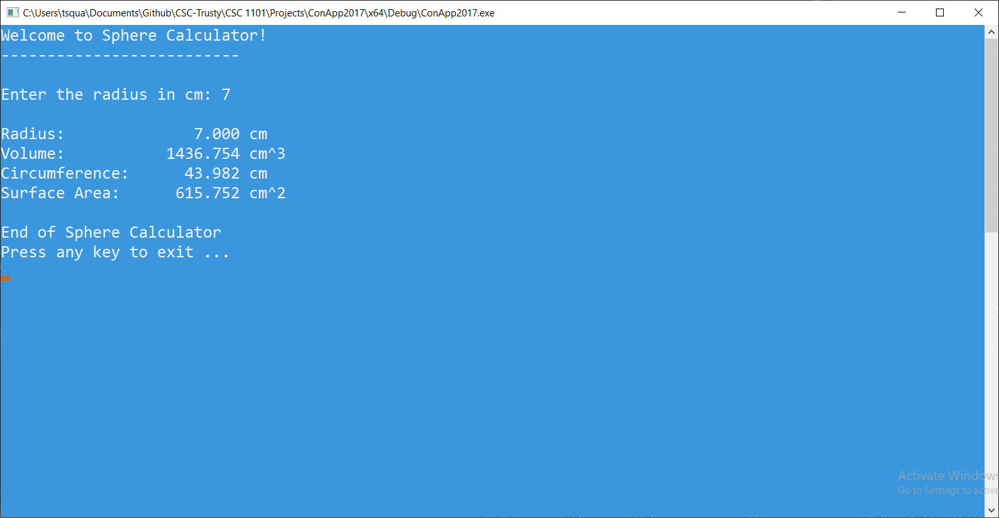 C:\Users\tsqua\Documents\Github\CSC-Trusty\CSC 1101\Projects\ConApp2017\x64\Debug\ConApp2017.exe
Welcome to Sphere Calculator!
--------------------------
Enter the radius in cm: 7
Radius:              7.000 cm
Volume:           1436.754 cm^3
Circumference:      43.982 cm
Surface Area:      615.752 cm^2
End of Sphere Calculator
Press any key to exit ...
Activate Windows
Go to Settings to activa